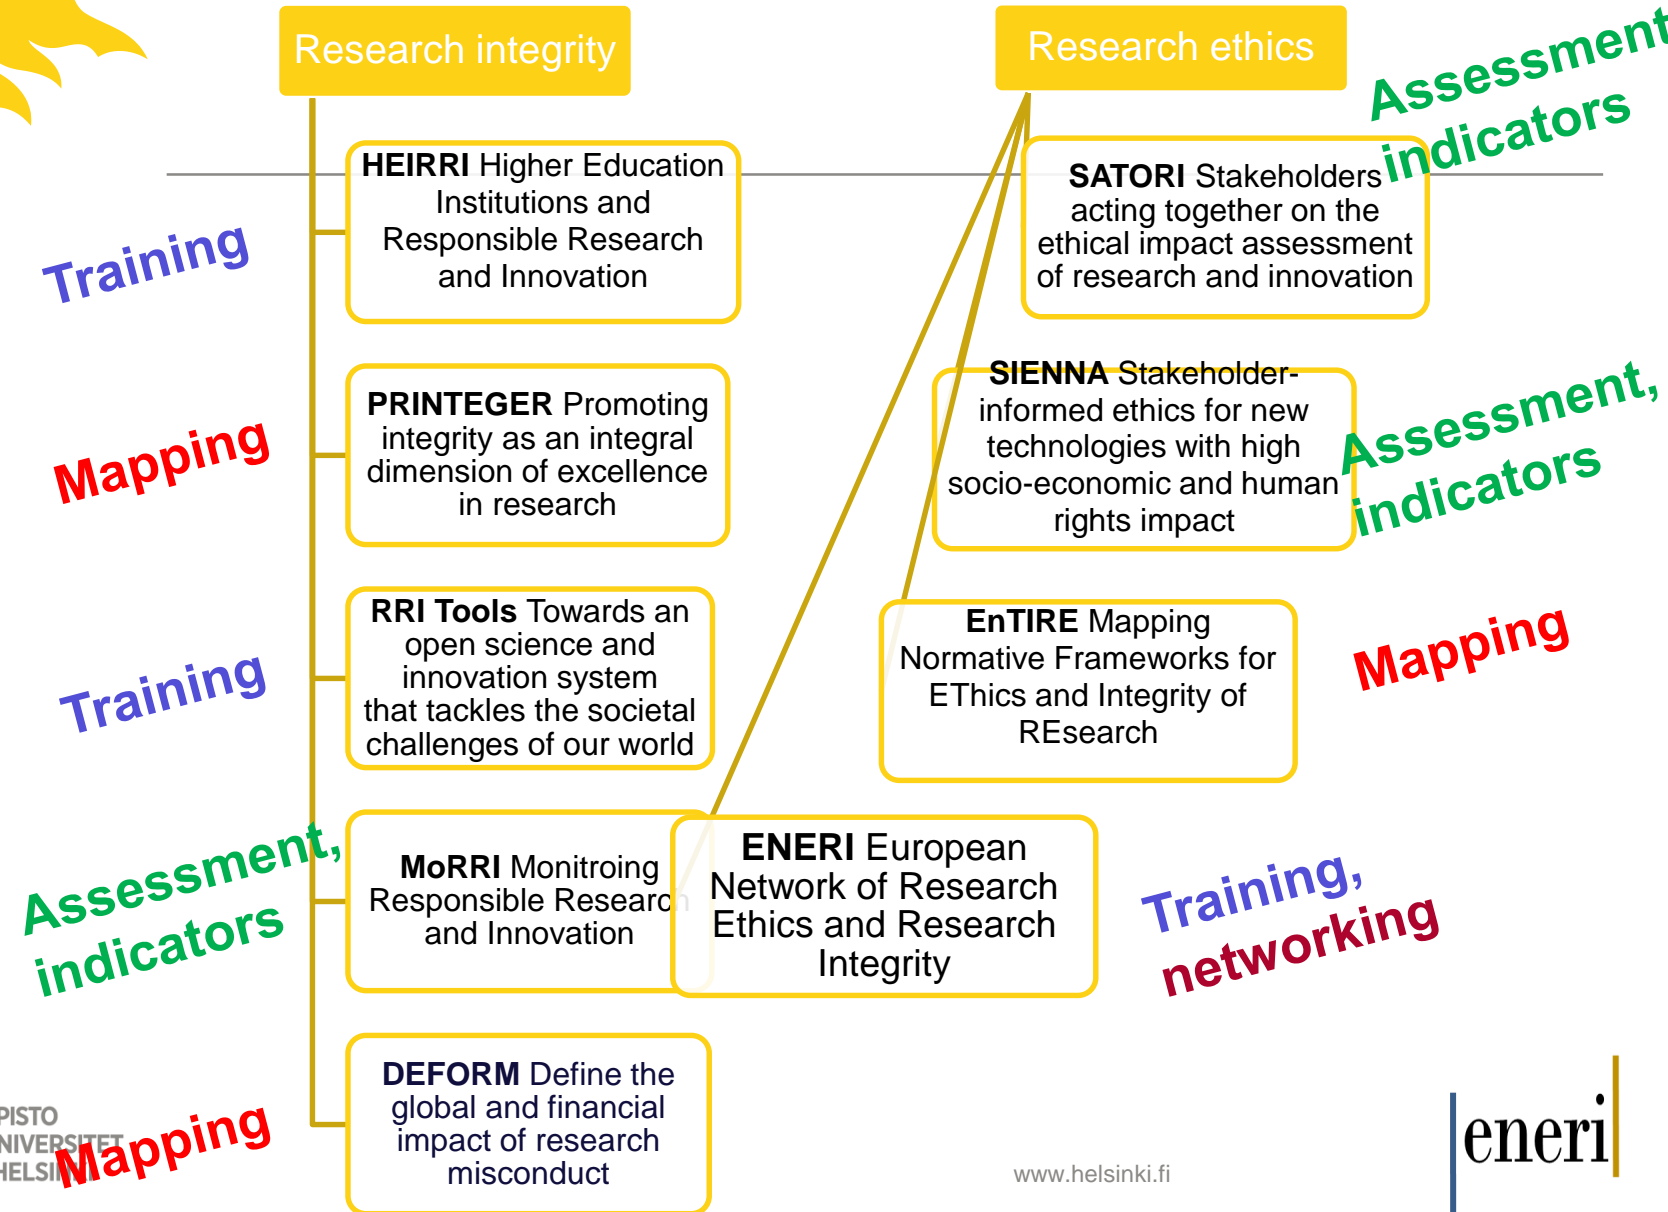 Research integrity
HEIRRI Higher Education
Institutions and
Responsible Research
and Innovation
Training
PRINTEGER Promoting
integrity as an integral
dimension of excellence
in research
Mapping
RRI Tools Towards an
open science and
innovation system
that tackles the societal
challenges of our world
Training
MoRRI Monitroing
Responsible Research
and Innovation
Assessment,
indicators
DEFORM Define the
global and financial
impact of research
misconduct
Mapping
Research ethics
SATORI Stakeholders
acting together on the
ethical impact assessment
of research and innovation
Assessment
indicators
SIENNA Stakeholder-
informed ethics for new
technologies with high
socio-economic and human
rights impact
Assessment,
indicators
EnTIRE Mapping
Normative Frameworks for
EThics and Integrity of
REsearch
Mapping
ENERI European
Network of Research
Ethics and Research
Integrity
Training,
networking
PISTO
NIVERSITET
HELSINKI
www.helsinki.fi
eneri